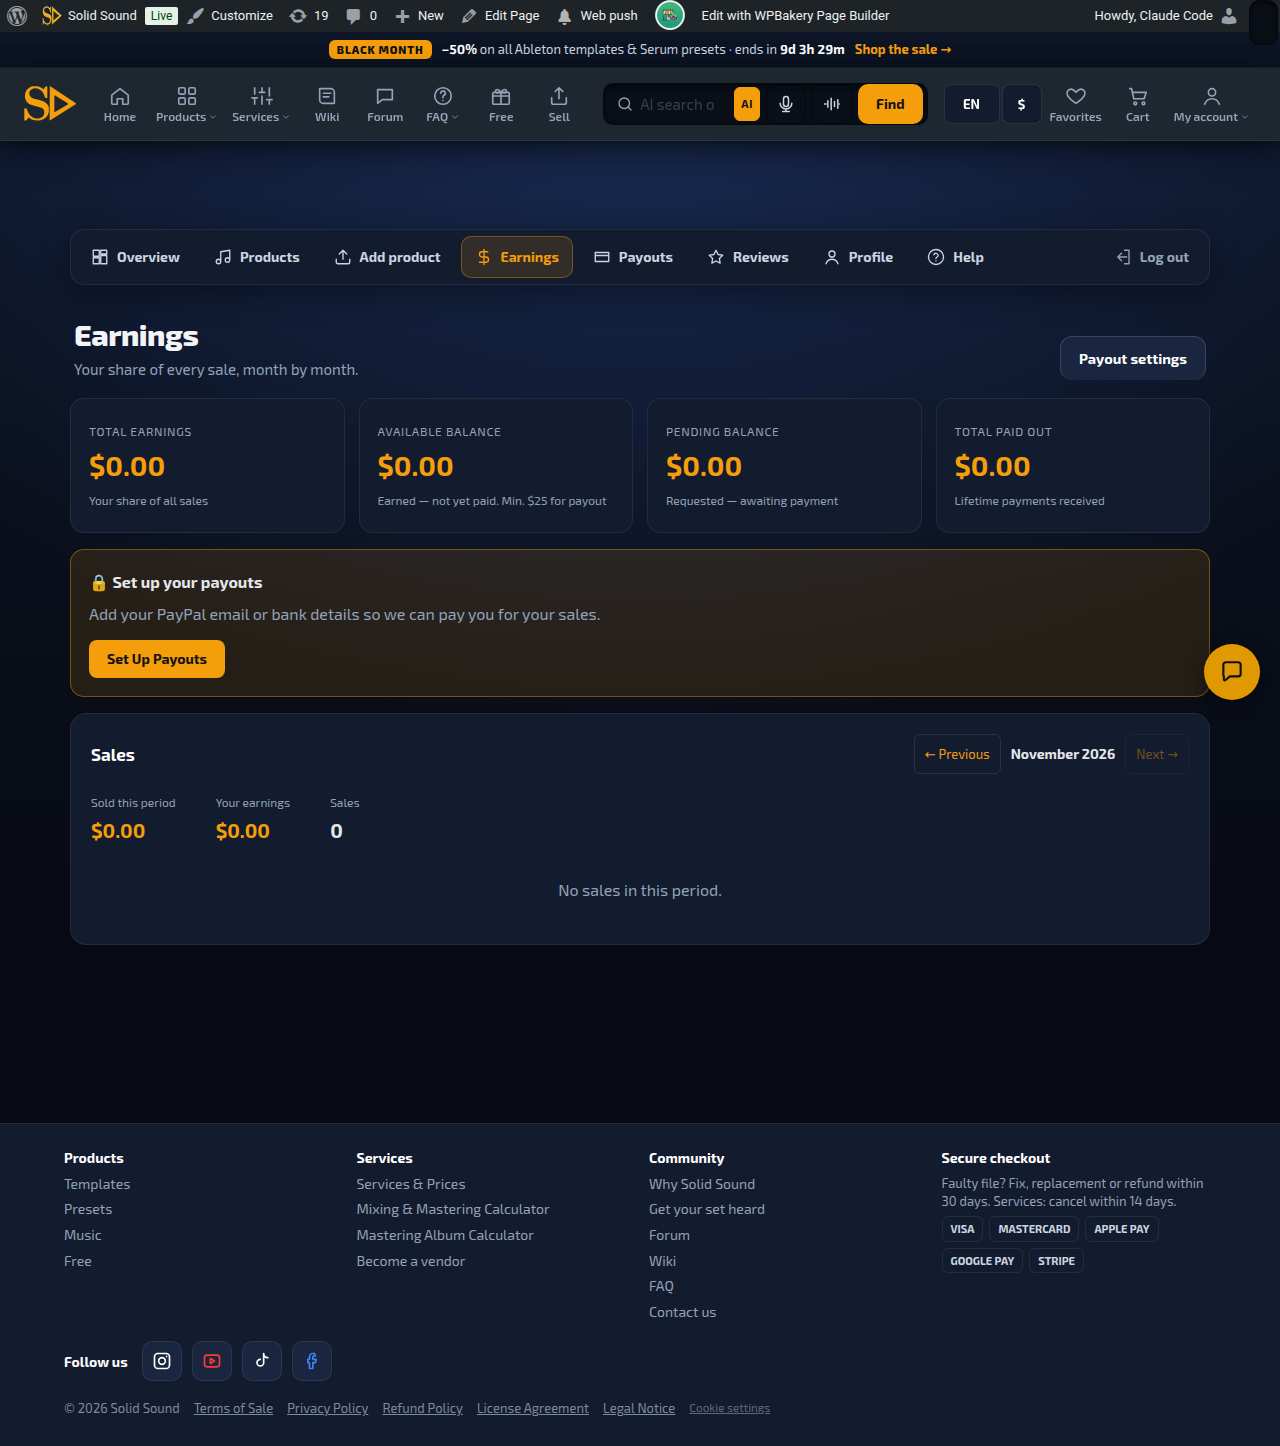 Solid Sound Live Customize 19 0 New Edit Page Web push Edit with WPBakery Page Builder Howdy, Claude Code
BLACK MONTH −50% on all Ableton templates & Serum presets · ends in 9d 3h 29m Shop the sale →
SD Home Products Services Wiki Forum FAQ Free Sell AI search o AI Find EN $ Favorites Cart My account
Overview Products Add product Earnings Payouts Reviews Profile Help Log out
Earnings
Your share of every sale, month by month.
Payout settings
TOTAL EARNINGS
$0.00
Your share of all sales
AVAILABLE BALANCE
$0.00
Earned — not yet paid. Min. $25 for payout
PENDING BALANCE
$0.00
Requested — awaiting payment
TOTAL PAID OUT
$0.00
Lifetime payments received
🔒 Set up your payouts
Add your PayPal email or bank details so we can pay you for your sales.
Set Up Payouts
Sales
← Previous November 2026 Next →
Sold this period
$0.00
Your earnings
$0.00
Sales
0
No sales in this period.
Products
Templates
Presets
Music
Free
Services
Services & Prices
Mixing & Mastering Calculator
Mastering Album Calculator
Become a vendor
Community
Why Solid Sound
Get your set heard
Forum
Wiki
FAQ
Contact us
Secure checkout
Faulty file? Fix, replacement or refund within
30 days. Services: cancel within 14 days.
VISA MASTERCARD APPLE PAY
GOOGLE PAY STRIPE
Follow us
© 2026 Solid Sound Terms of Sale Privacy Policy Refund Policy License Agreement Legal Notice Cookie settings